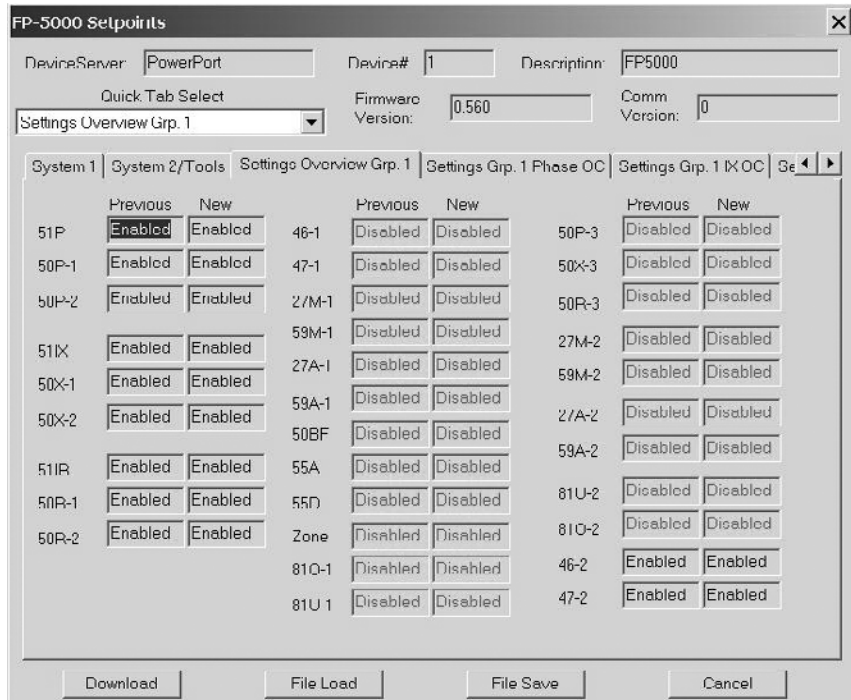 FP-5000 Setpoints
DeviceServer: PowerPort Device# 1 Description: FP5000
Quick Tab Select
Settings Overview Grp. 1
Firmware Version: 0.560 Comm Version: 0
System 1 System 2/Tools Settings Overview Grp. 1 Settings Grp. 1 Phase OC Settings Grp. 1 IX OC Se
Previous New Previous New Previous New
51P Enabled Enabled 46-1 Disabled Disabled 50P-3 Disabled Disabled
50P-1 Enabled Enabled 47-1 Disabled Disabled 50X-3 Disabled Disabled
50P-2 Enabled Enabled 27M-1 Disabled Disabled 50R-3 Disabled Disabled
59M-1 Disabled Disabled 27M-2 Disabled Disabled
51IX Enabled Enabled 27A-1 Disabled Disabled 59M-2 Disabled Disabled
50X-1 Enabled Enabled 59A-1 Disabled Disabled 27A-2 Disabled Disabled
50X-2 Enabled Enabled 50BF Disabled Disabled 59A-2 Disabled Disabled
51IR Enabled Enabled 55A Disabled Disabled 81U-2 Disabled Disabled
50R-1 Enabled Enabled 55D Disabled Disabled 81O-2 Disabled Disabled
50R-2 Enabled Enabled Zone Disabled Disabled 46-2 Enabled Enabled
81O-1 Disabled Disabled 47-2 Enabled Enabled
81U 1 Disabled Disabled
Download File Load File Save Cancel